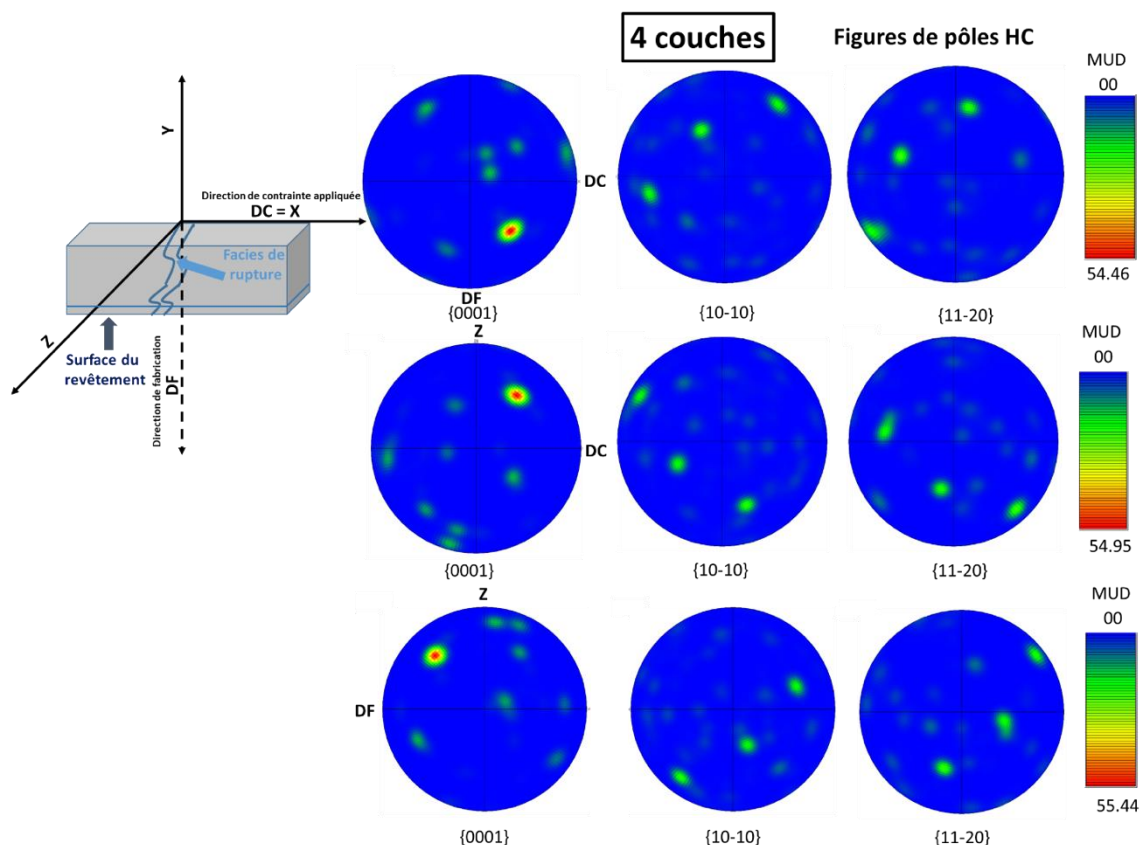 4 couches
Figures de pôles HC
MUD
00
54.46
Y
Direction de contrainte appliquée
DC = X
Facies de
rupture
Z
Surface du
revêtement
Direction de fabrication
DF
DC
DF
{0001}
{10-10}
{11-20}
Z
DC
MUD
00
54.95
{0001}
{10-10}
{11-20}
Z
DF
MUD
00
55.44
{0001}
{10-10}
{11-20}